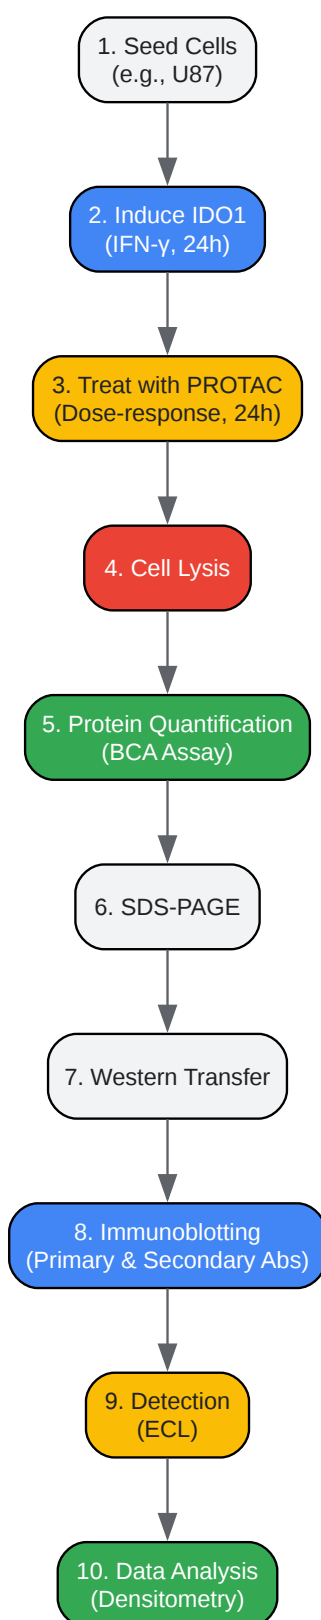 1. Seed Cells
(e.g., U87)
2. Induce IDO1
(IFN-γ, 24h)
3. Treat with PROTAC
(Dose-response, 24h)
4. Cell Lysis
5. Protein Quantification
(BCA Assay)
6. SDS-PAGE
7. Western Transfer
8. Immunoblotting
(Primary & Secondary Abs)
9. Detection
(ECL)
10. Data Analysis
(Densitometry)